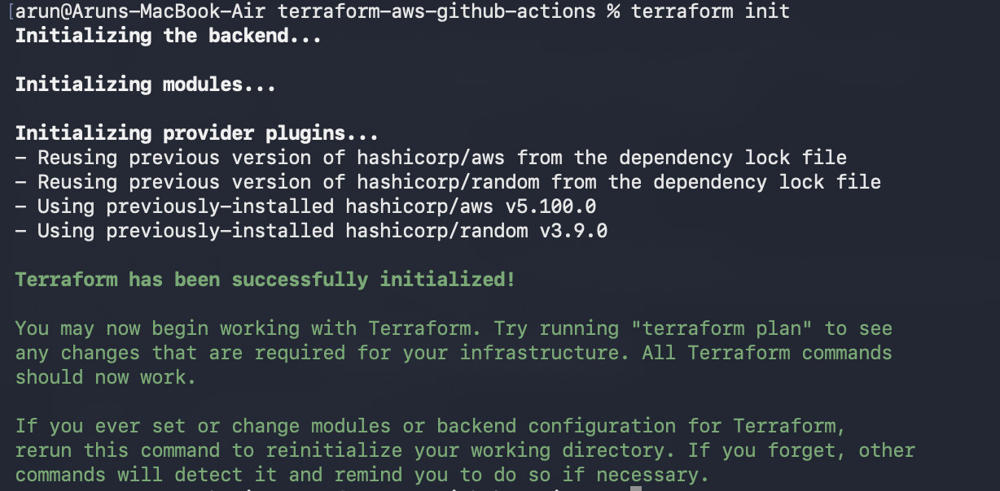 [arun@Aruns-MacBook-Air terraform-aws-github-actions % terraform init
Initializing the backend...
Initializing modules...
Initializing provider plugins...
- Reusing previous version of hashicorp/aws from the dependency lock file
- Reusing previous version of hashicorp/random from the dependency lock file
- Using previously-installed hashicorp/aws v5.100.0
- Using previously-installed hashicorp/random v3.9.0
Terraform has been successfully initialized!
You may now begin working with Terraform. Try running "terraform plan" to see
any changes that are required for your infrastructure. All Terraform commands
should now work.
If you ever set or change modules or backend configuration for Terraform,
rerun this command to reinitialize your working directory. If you forget, other
commands will detect it and remind you to do so if necessary.